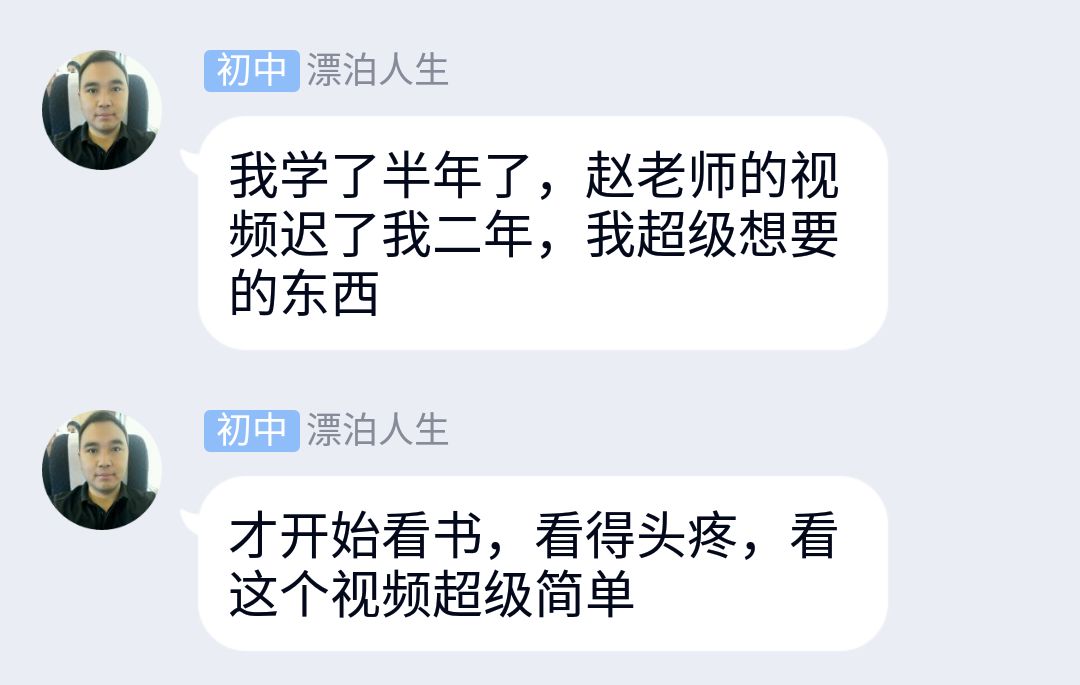 初中 漂泊人生
我学了半年了，赵老师的视
频迟了我二年，我超级想要
的东西
初中 漂泊人生
才开始看书，看得头疼，看
这个视频超级简单